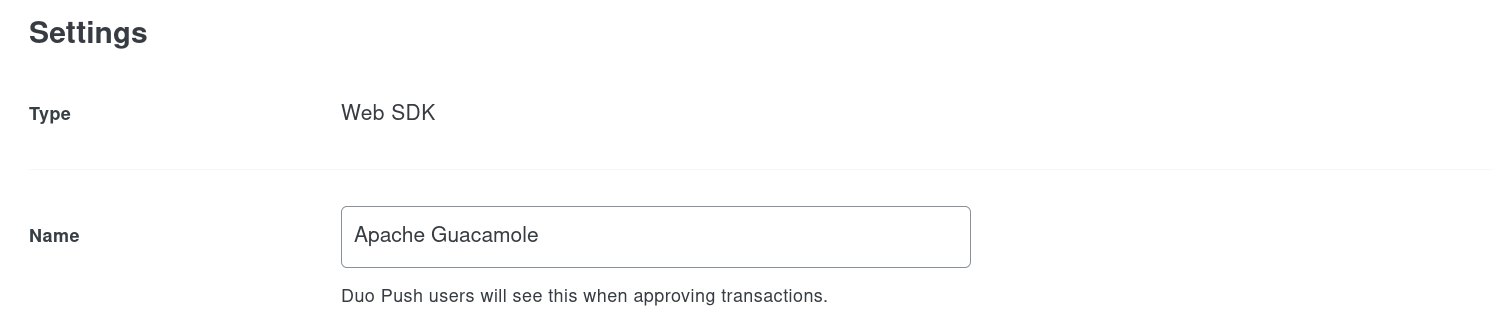 Settings
Type
Web SDK
Name
Apache Guacamole
Duo Push users will see this when approving transactions.